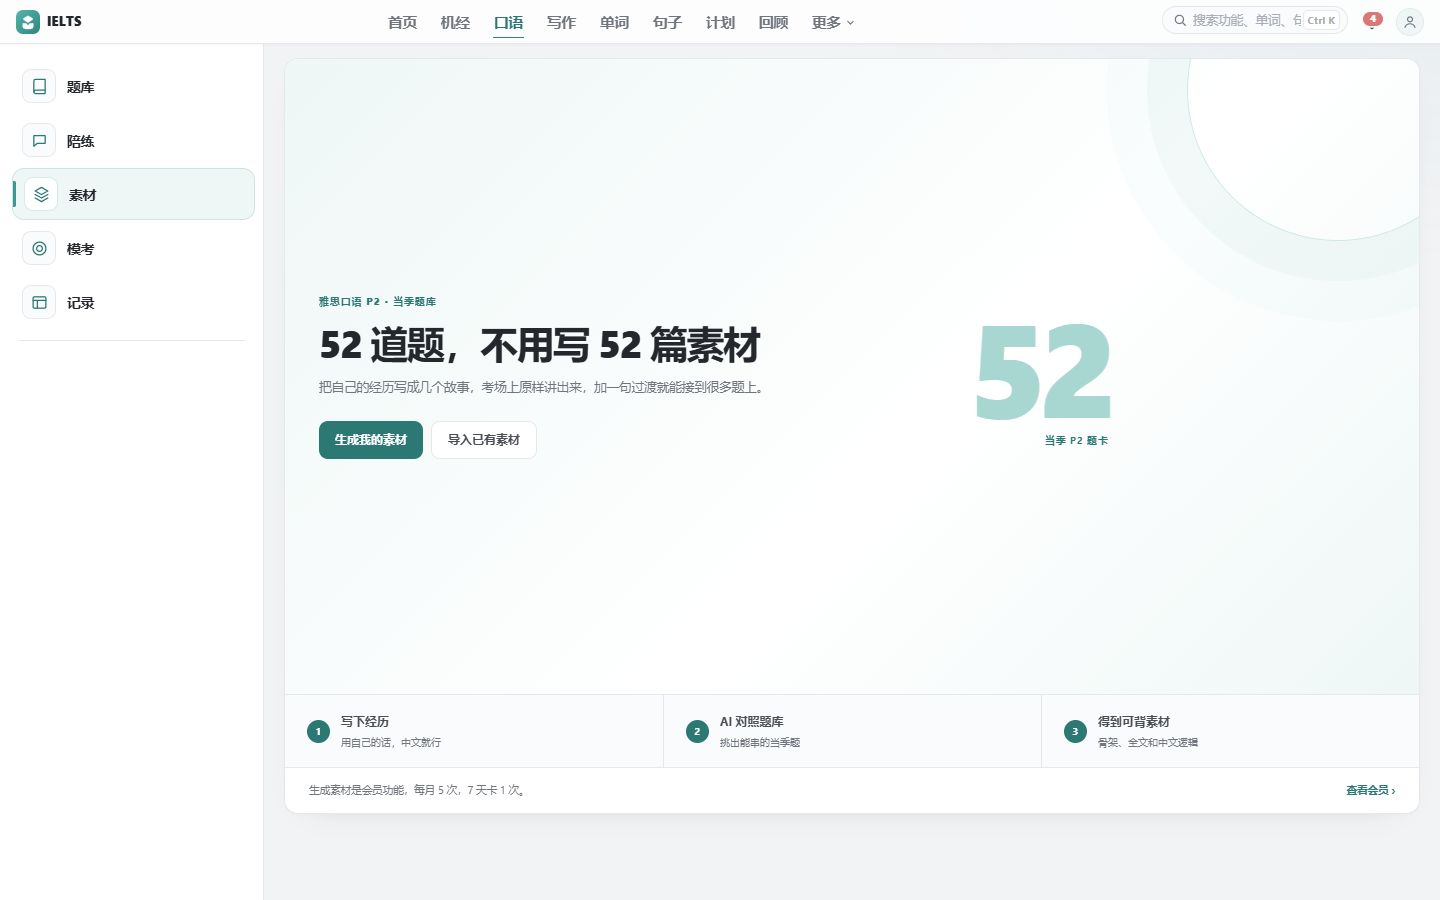 IELTS
首页 机经 口语 写作 单词 句子 计划 回顾 更多
搜索功能、单词、 Ctrl K
4
题库
陪练
素材
模考
记录
雅思口语 P2 · 当季题库
52 道题，不用写 52 篇素材
把自己的经历写成几个故事，考场上原样讲出来，加一句过渡就能接到很多题上。
生成我的素材 导入已有素材
52
当季 P2 题卡
1 写下经历
用自己的话，中文就行
2 AI 对照题库
挑出能串的当季题
3 得到可背素材
骨架、全文和中文逻辑
生成素材是会员功能，每月 5 次，7 天卡 1 次。
查看会员 ›